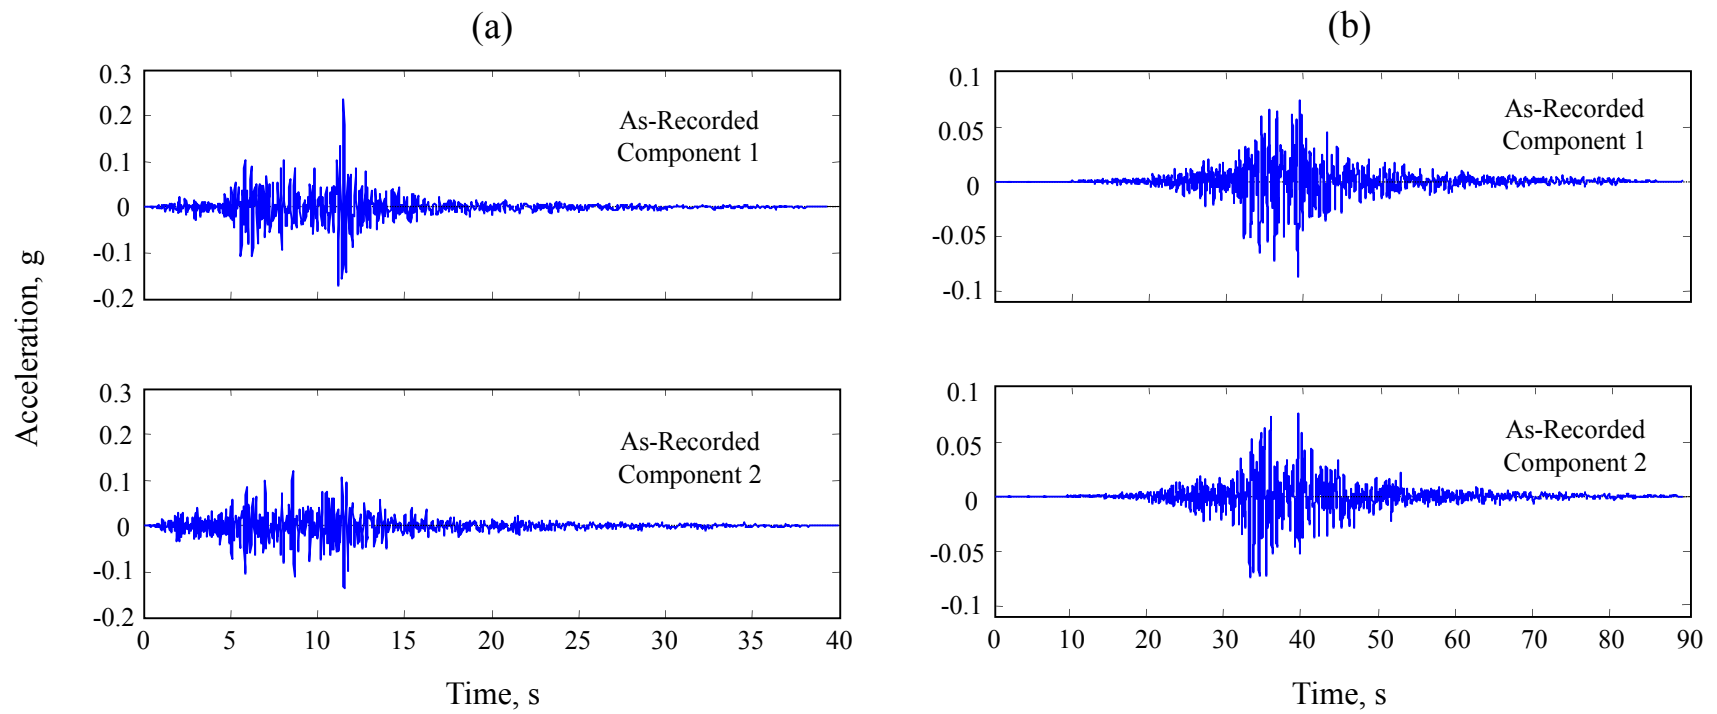 (a)
(b)
Acceleration, g
0.3
0.2
0.1
0
-0.1
-0.2
As-Recorded
Component 1
0.1
0.05
0
-0.05
-0.1
As-Recorded
Component 1
0.3
0.2
0.1
0
-0.1
-0.2
As-Recorded
Component 2
0 5 10 15 20 25 30 35 40
Time, s
0.1
0.05
0
-0.05
-0.1
As-Recorded
Component 2
0 10 20 30 40 50 60 70 80 90
Time, s